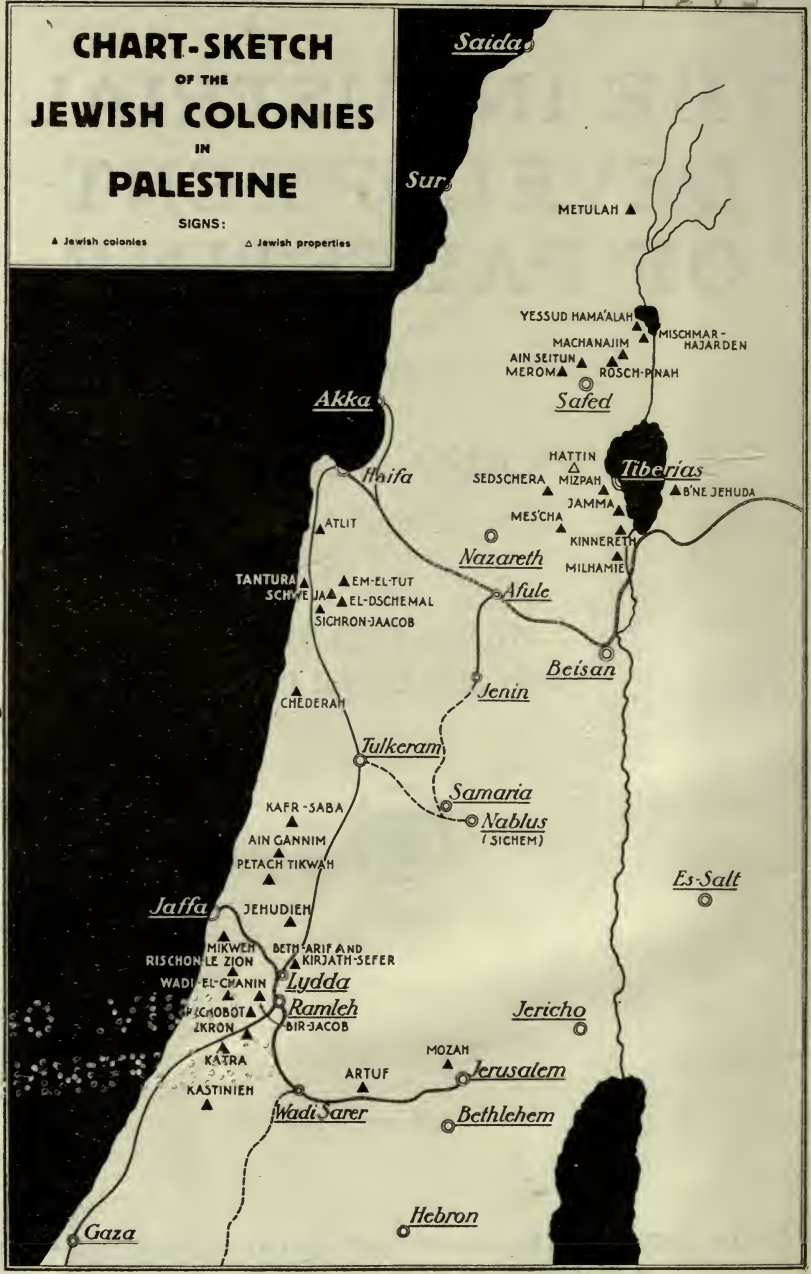 CHART-SKETCH
OF THE
JEWISH COLONIES
IN
PALESTINE
SIGNS:
▲ Jewish colonies △ Jewish properties
Saida
Sur
METULAH
YESSUD HAMA'ALAH
MISCHMAR-
HAJARDEN
MACHANAJIM
AIN SEITUN
MEROM
ROSCH-PINAH
Safed
Akka
Haifa
HATTIN
Tiberias
SEDSCHERA
MIZPAH
B'NE JEHUDA
JAMMA
MES'CHA
ATLIT
KINNERETH
Nazareth
MILHAMIE
TANTURA
EM-EL-TUT
SCHWEJA
EL-DSCHEMAL
Afule
SICHRON-JAACOB
Beisan
Jenin
CHEDERAH
Tulkeram
Samaria
KAFR-SABA
Nablus
(SICHEM)
AIN GANNIM
PETACH TIKWAH
Es-Salt
Jaffa
JEHUDIEH
MIKWEH
BETH-ARIF AND
KIRJATH-SEFER
RISCHON-LE ZION
Lydda
WADI-EL-CHANIN
Ramleh
Jericho
BIR-JACOB
KATRA
MOZAH
Jerusalem
ARTUF
KASTINIEH
Wadi Sarer
Bethlehem
Hebron
Gaza